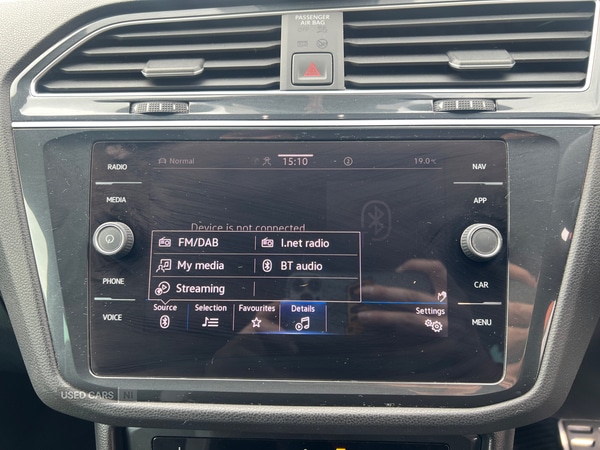 PASSENGER
AIR BAG
RADIO
MEDIA
PHONE
VOICE
Normal
15:10
2
19.0
Device is not connected
FM/DAB
I.net radio
My media
BT audio
Streaming
Source
Selection
Favourites
Details
Settings
NAV
APP
CAR
MENU
USED CARS NI